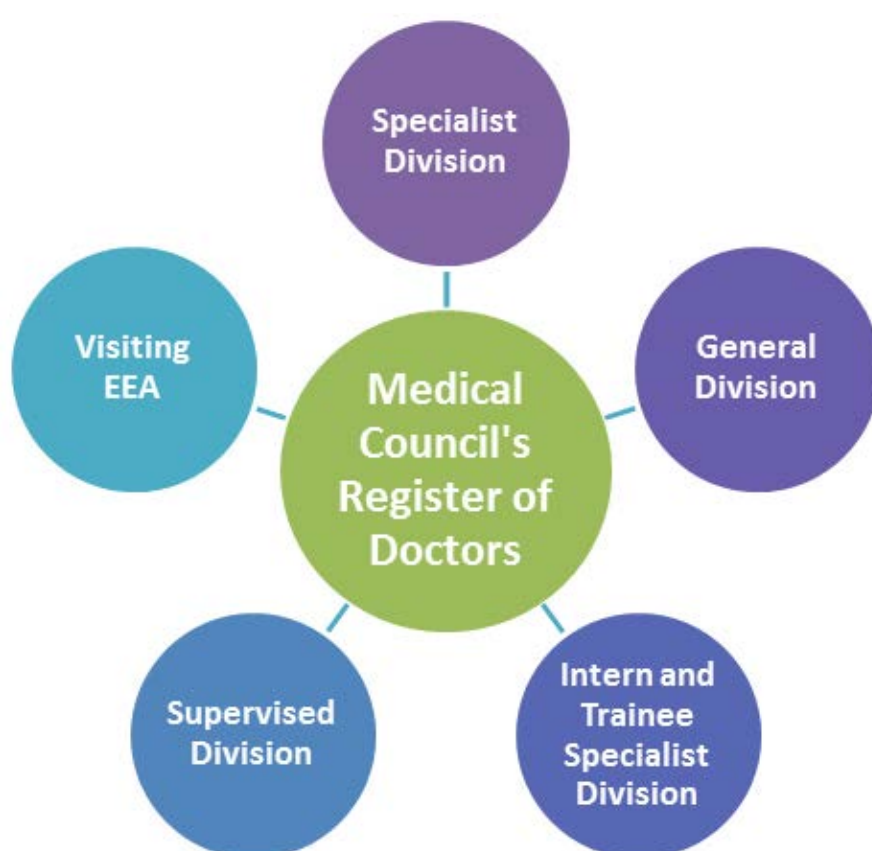 Specialist
Division
Visiting
EEA
General
Division
Medical
Council's
Register of
Doctors
Supervised
Division
Intern and
Trainee
Specialist
Division